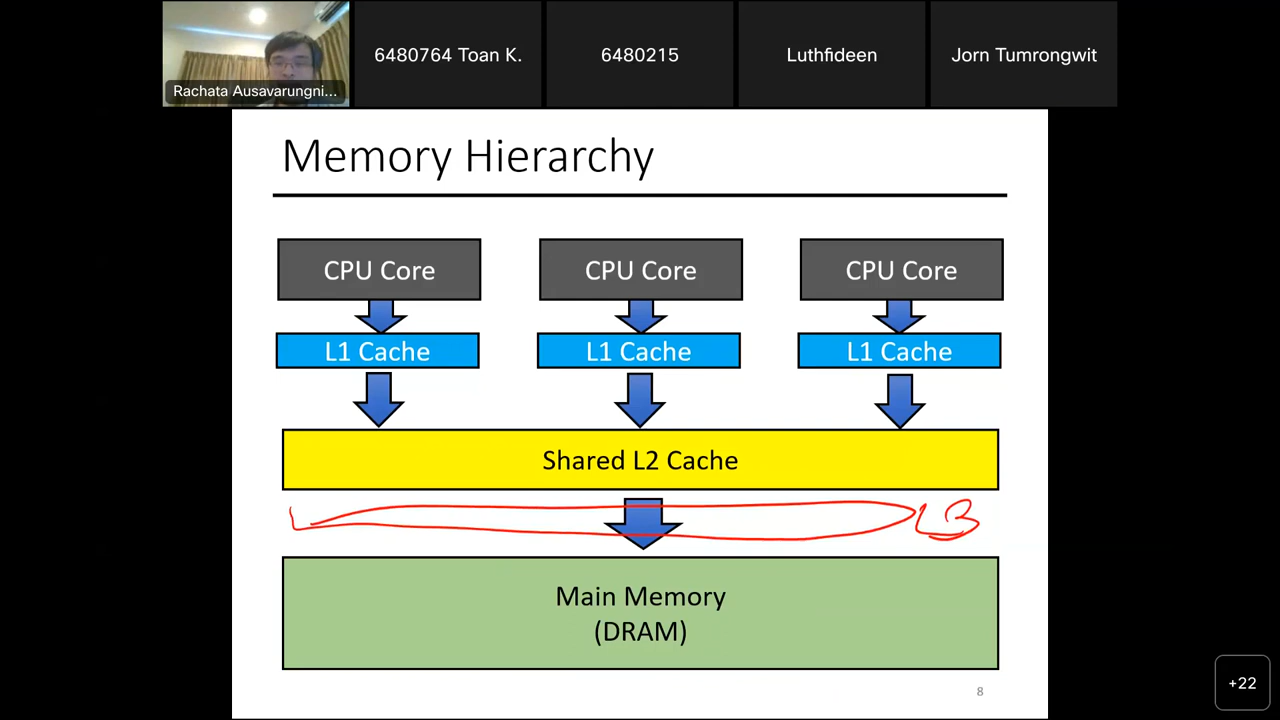 6480764 Toan K.
6480215
Luthfideen
Jorn Tumrongwit
Rachata Ausavarungni...
Memory Hierarchy
CPU Core
CPU Core
CPU Core
L1 Cache
L1 Cache
L1 Cache
Shared L2 Cache
L3
Main Memory
(DRAM)
8
+22